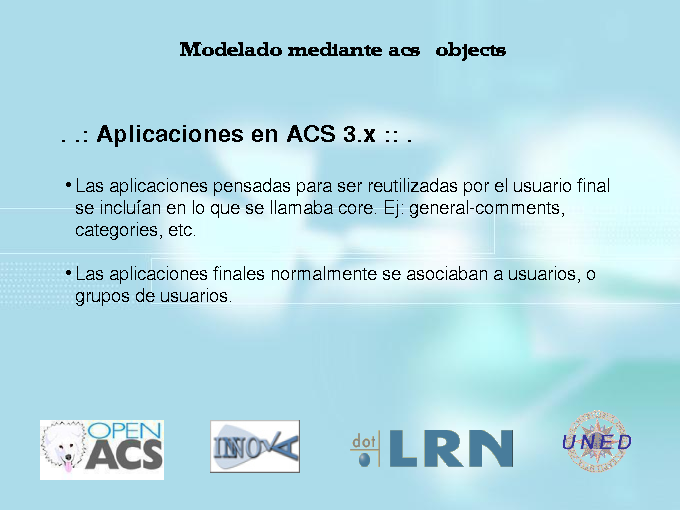 Modelado mediante acs objects
. .: Aplicaciones en ACS 3.x :: .
• Las aplicaciones pensadas para ser reutilizadas por el usuario final
se incluían en lo que se llamaba core. Ej: general-comments,
categories, etc.
• Las aplicaciones finales normalmente se asociaban a usuarios, o
grupos de usuarios.
OPEN
ACS
INNOVA
dot LRN
UNED